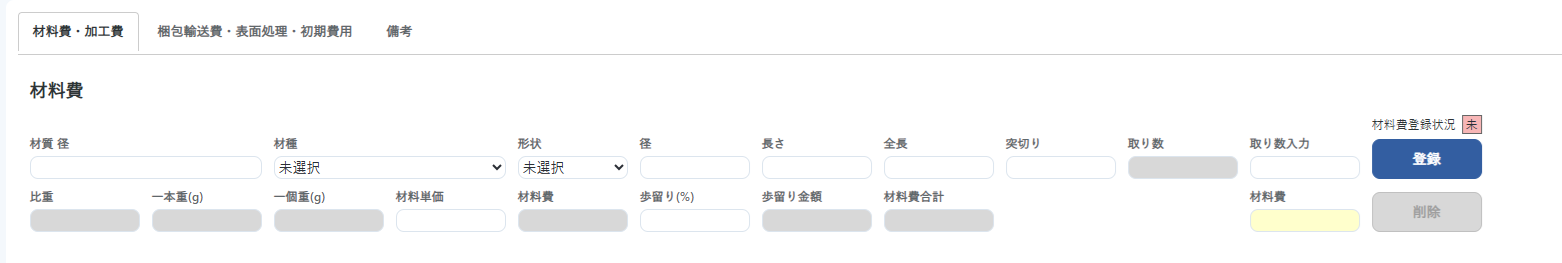 材料費・加工費 梱包輸送費・表面処理・初期費用 備考
材料費
材料費登録状況 未
材質 径 材種 形状 径 長さ 全長 突切り 取り数 取り数入力
未選択 未選択 登録
比重 一本重(g) 一個重(g) 材料単価 材料費 歩留り(%) 歩留り金額 材料費合計 材料費
削除